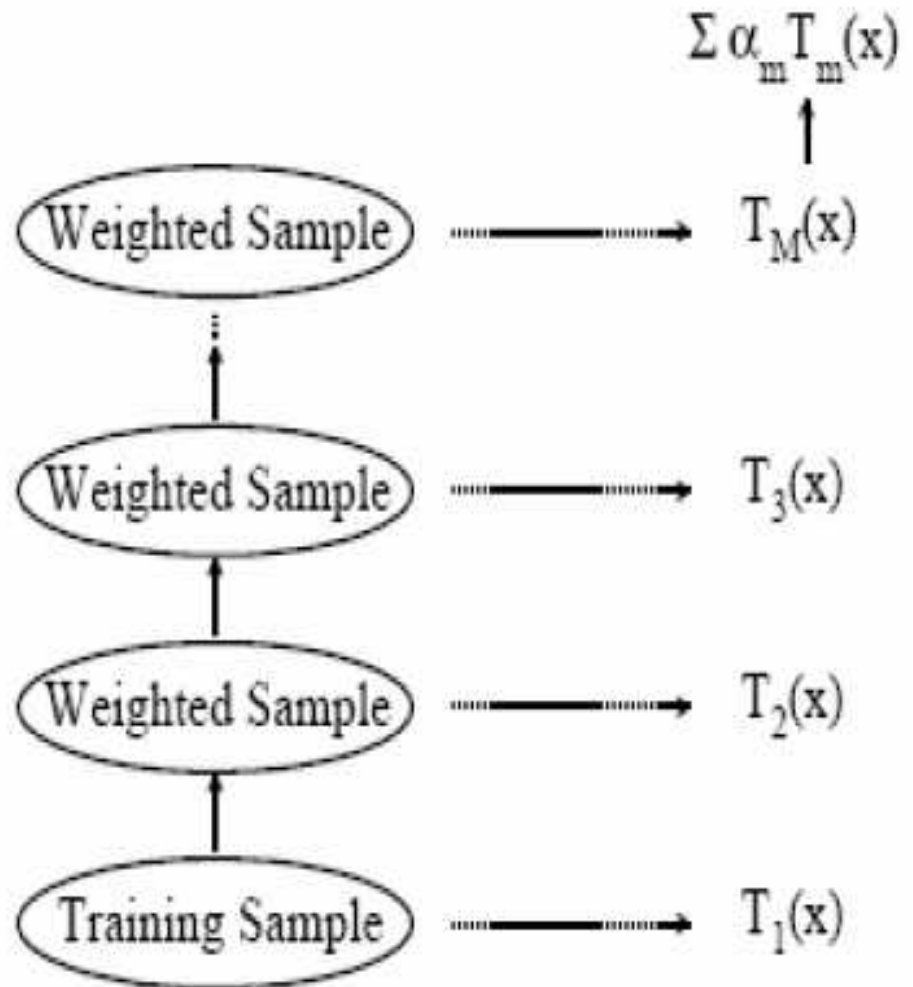 Σ α_m T_m(x)
Weighted Sample T_M(x)
Weighted Sample T_3(x)
Weighted Sample T_2(x)
Training Sample T_1(x)